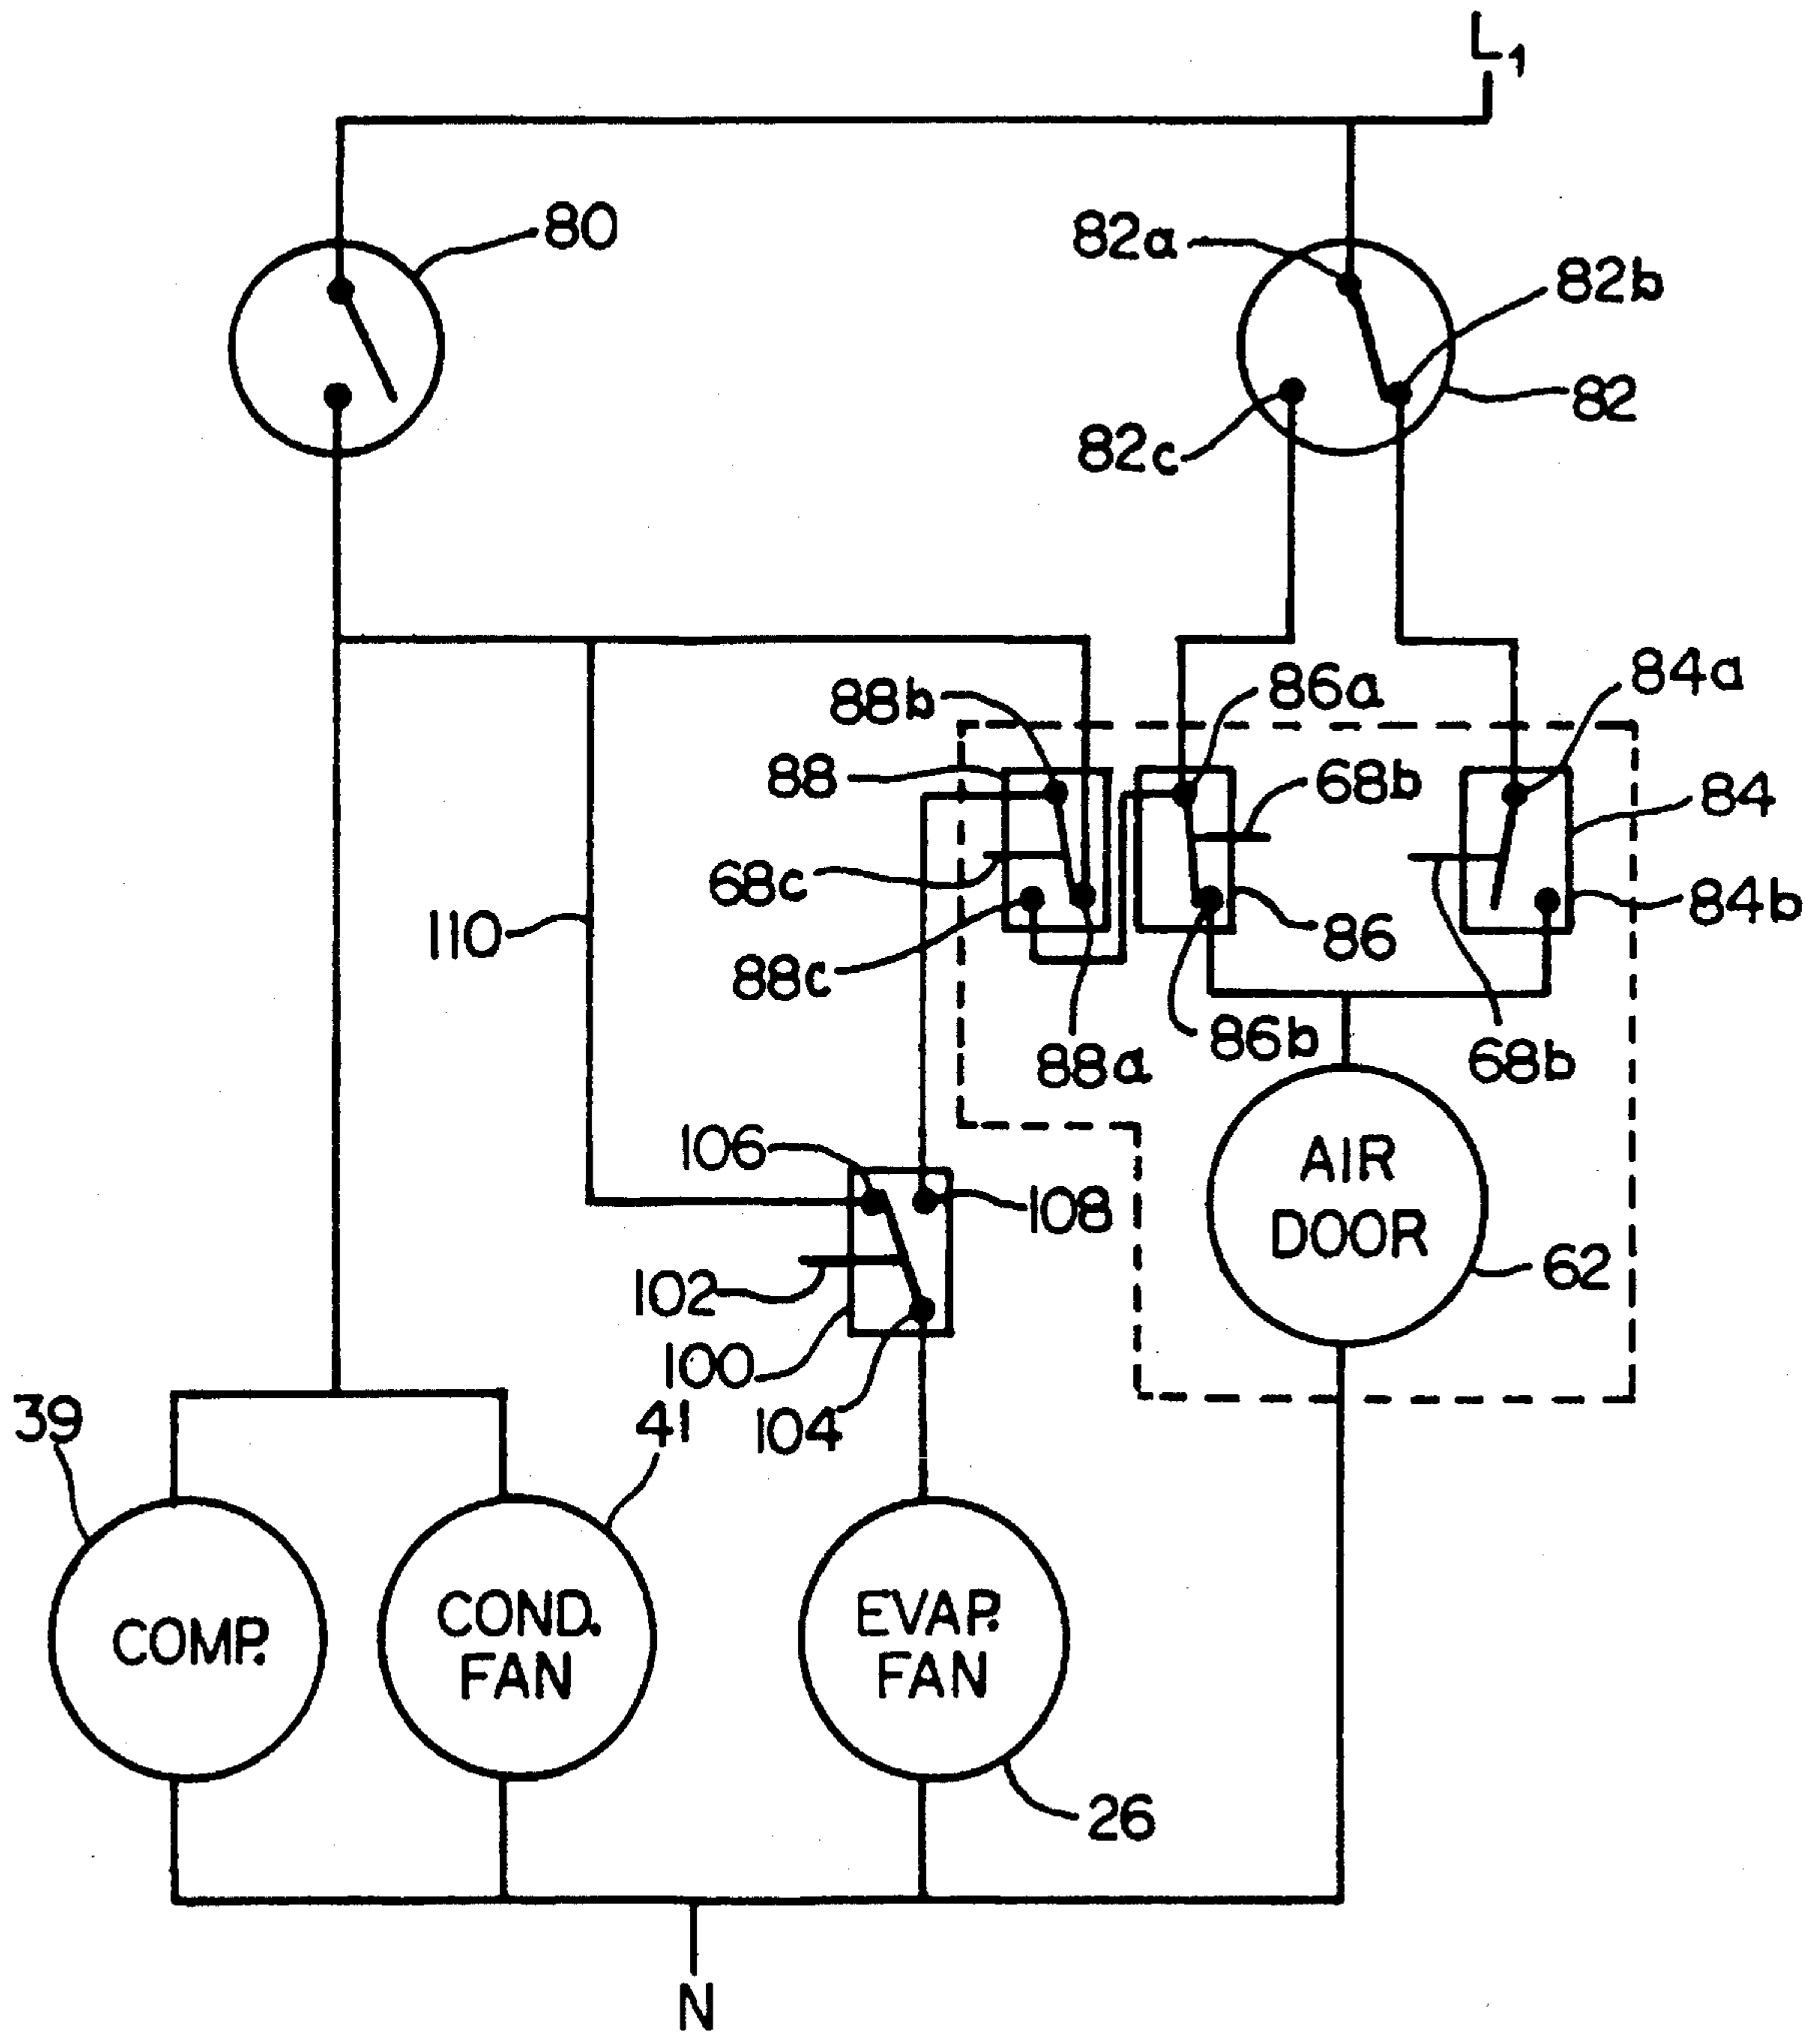 L1
80
82a
82b
82
82c
88b
86a
84a
88
68b
84
68c
84b
110
86
88c
86b
88a
68b
106
AIR
DOOR
108
62
102
100
39
41
104
COMP.
COND.
FAN
EVAP.
FAN
26
N